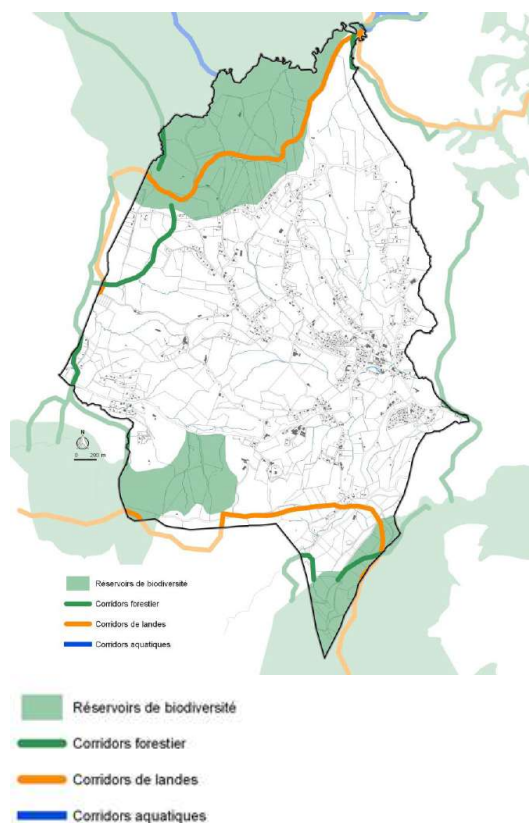 N
0 200 m
Réservoirs de biodiversité
Corridors forestier
Corridors de landes
Corridors aquatiques
Réservoirs de biodiversité
Corridors forestier
Corridors de landes
Corridors aquatiques